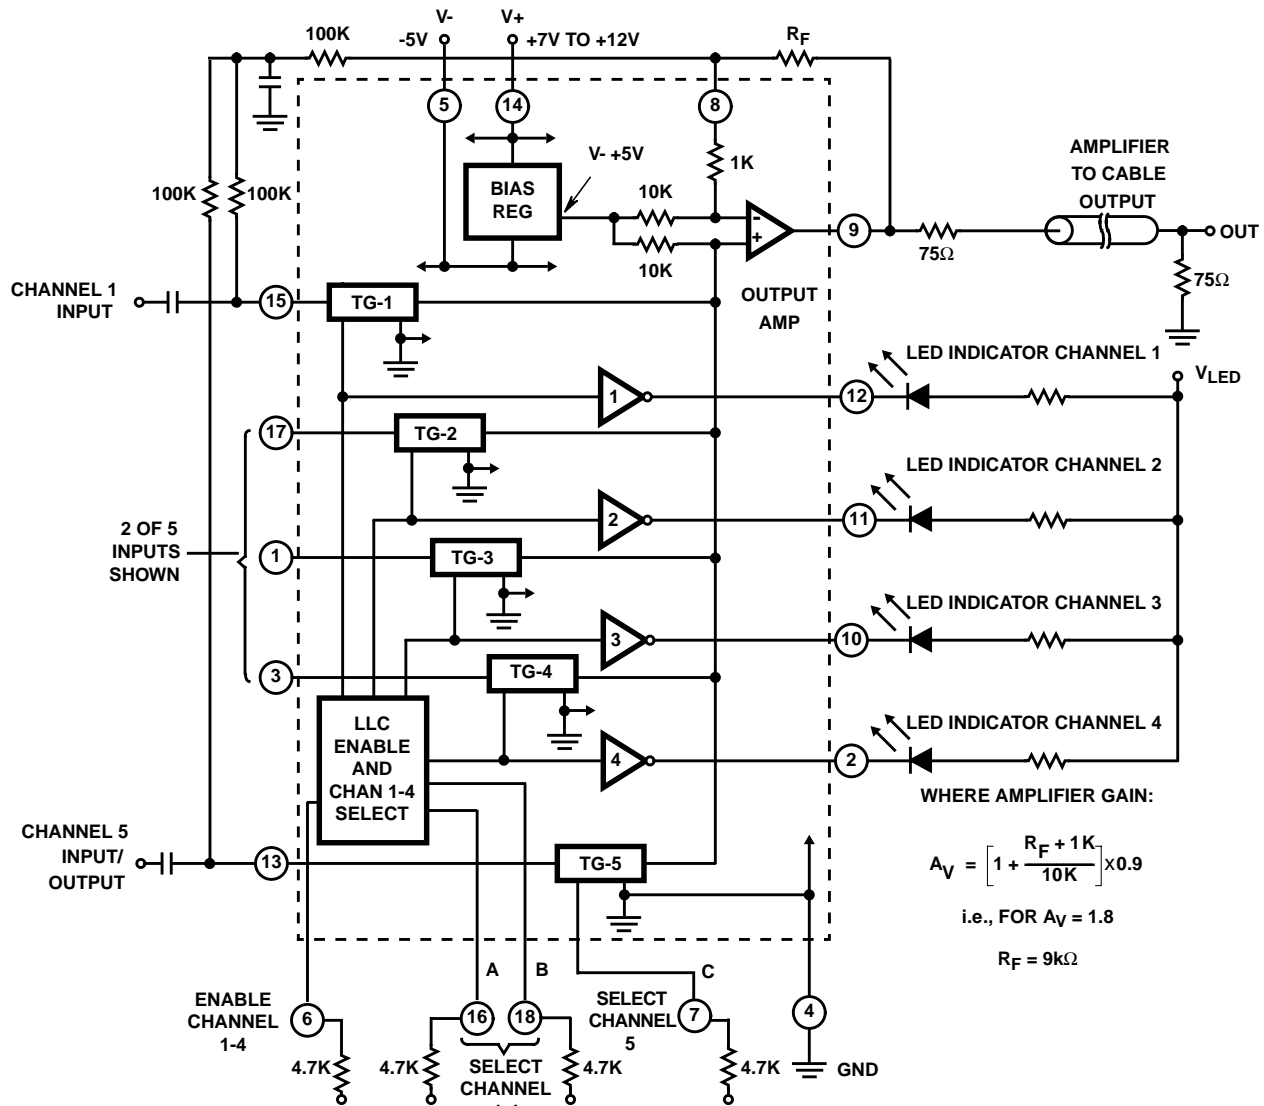 V-
V+
-5V
+7V TO +12V
100K
RF
5
14
8
V- +5V
1K
AMPLIFIER
TO CABLE
OUTPUT
100K
100K
BIAS
REG
10K
10K
-
+
9
75Ω
OUT
75Ω
CHANNEL 1
INPUT
15
TG-1
OUTPUT
AMP
LED INDICATOR CHANNEL 1
VLED
1
12
17
TG-2
LED INDICATOR CHANNEL 2
2
11
2 OF 5
INPUTS
SHOWN
1
TG-3
LED INDICATOR CHANNEL 3
3
10
3
TG-4
LED INDICATOR CHANNEL 4
LLC
ENABLE
AND
CHAN 1-4
SELECT
4
2
WHERE AMPLIFIER GAIN:
CHANNEL 5
INPUT/
OUTPUT
13
TG-5
AV = [1 + RF + 1K / 10K] X0.9
i.e., FOR AV = 1.8
RF = 9kΩ
A
B
C
ENABLE
CHANNEL
1-4
6
16
18
SELECT
CHANNEL
5
7
4
4.7K
4.7K
SELECT
CHANNEL
4.7K
4.7K
GND